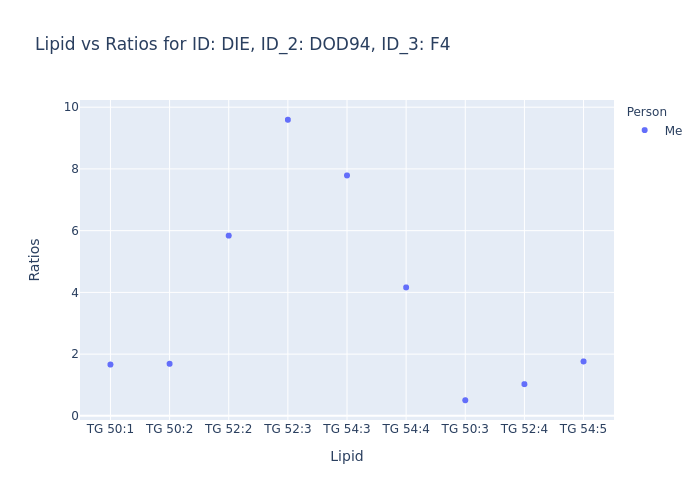 Lipid vs Ratios for ID: DIE, ID_2: DOD94, ID_3: F4
Person
Me
10
8
6
4
2
0
Ratios
TG 50:1 TG 50:2 TG 52:2 TG 52:3 TG 54:3 TG 54:4 TG 50:3 TG 52:4 TG 54:5
Lipid